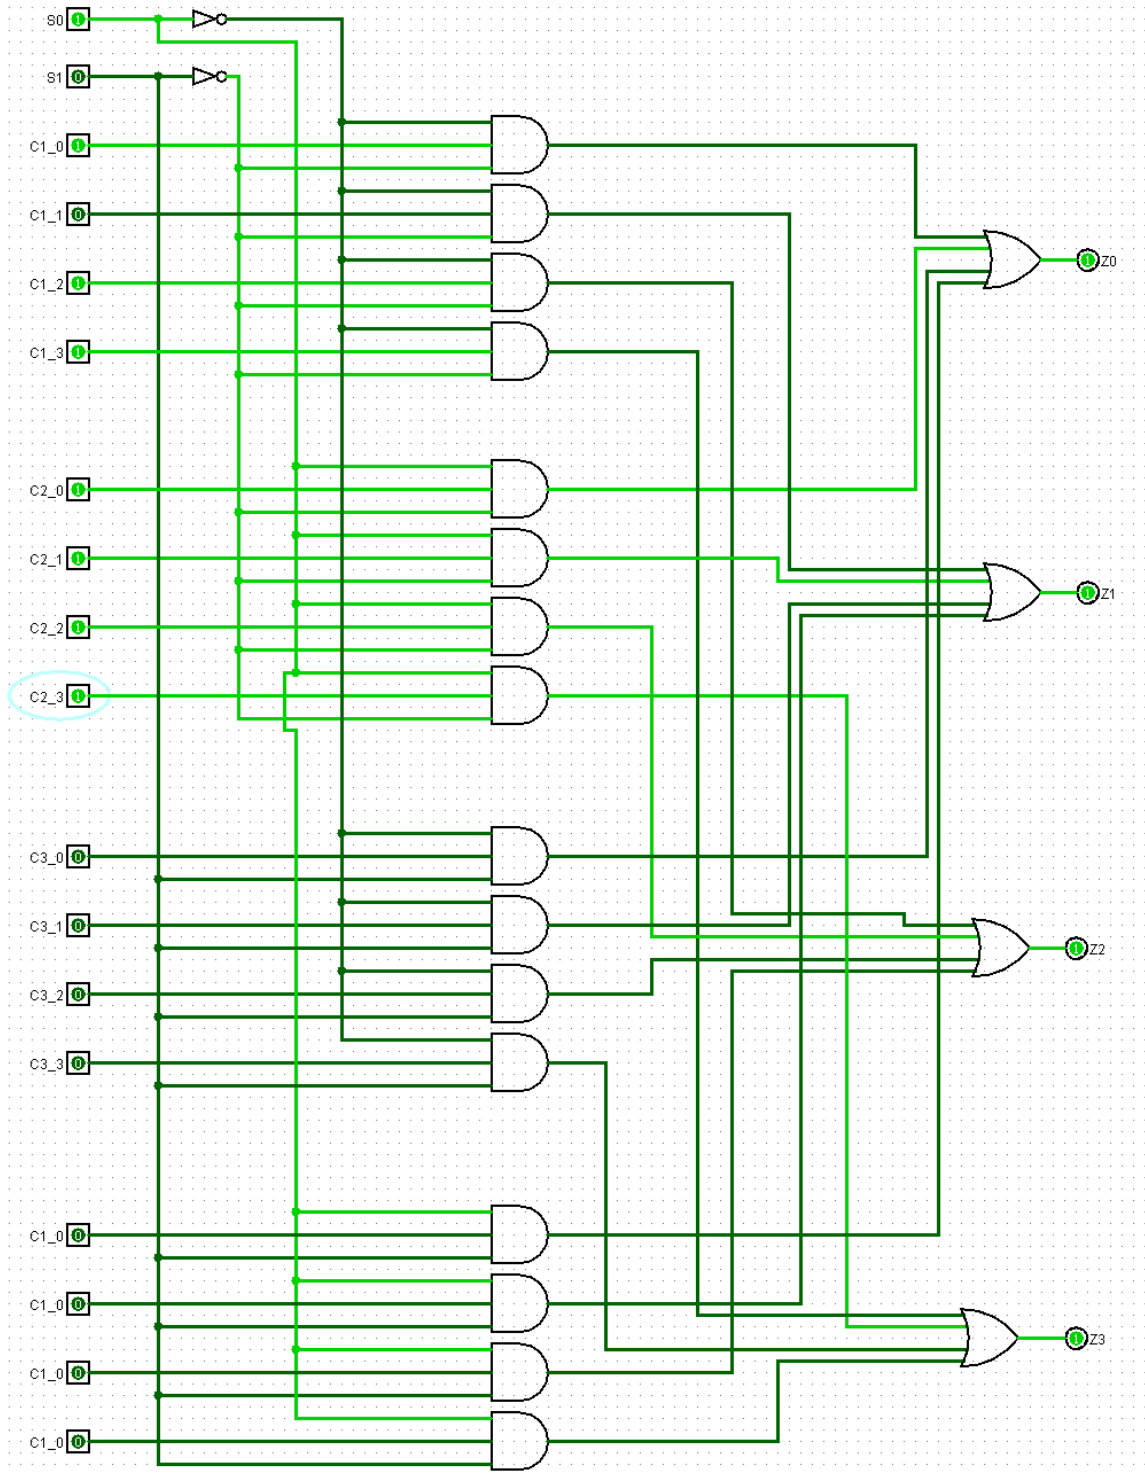 S0 1
S1 0
C1_0 1
C1_1 0
C1_2 1
C1_3 1
C2_0 1
C2_1 1
C2_2 1
C2_3 1
C3_0 0
C3_1 0
C3_2 0
C3_3 0
C1_0 0
C1_0 0
C1_0 0
C1_0 0
1 Z0
1 Z1
1 Z2
1 Z3